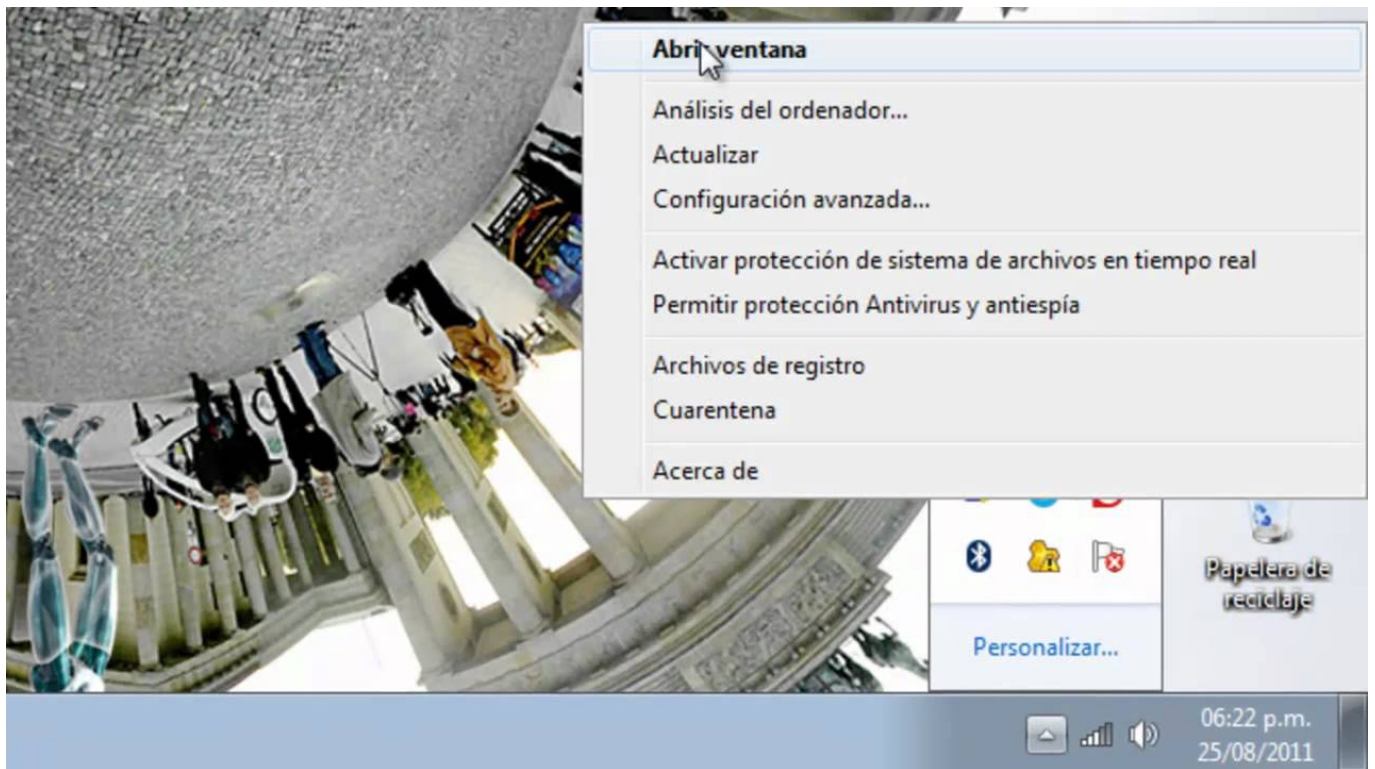 Abrir ventana
Análisis del ordenador...
Actualizar
Configuración avanzada...
Activar protección de sistema de archivos en tiempo real
Permitir protección Antivirus y antiespía
Archivos de registro
Cuarentena
Acerca de
Papelera de
reciclaje
Personalizar...
06:22 p.m.
25/08/2011